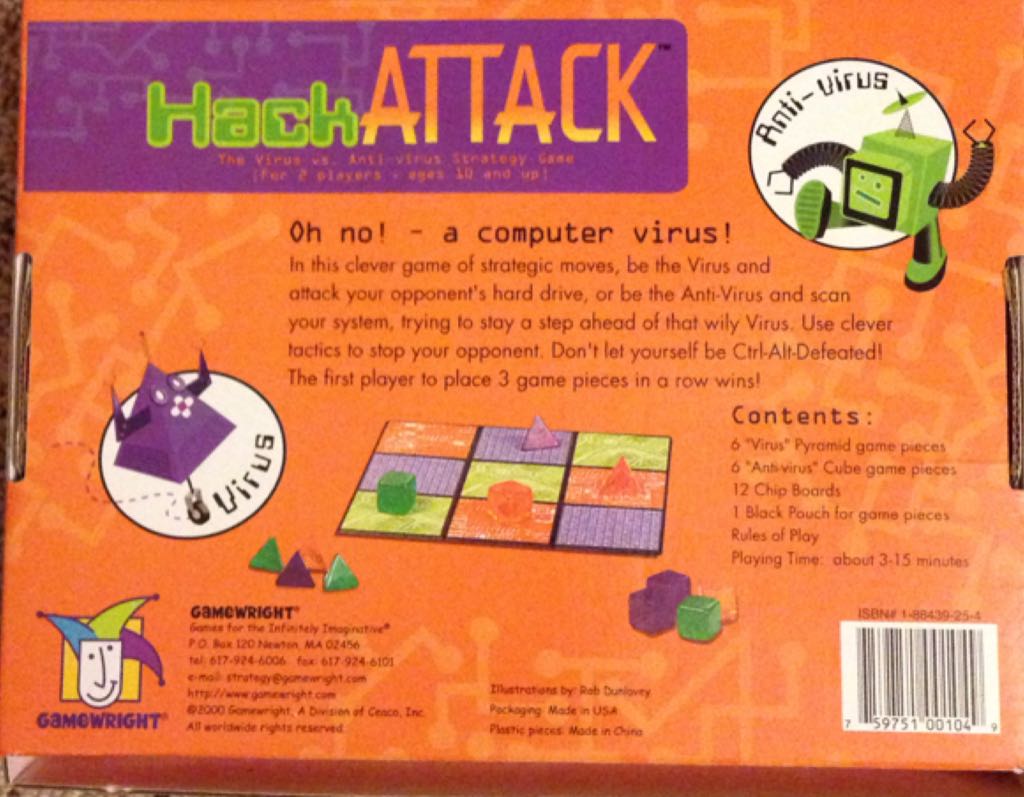 HackATTACK™
The Virus vs. Anti-virus Strategy Game
(For 2 players - ages 10 and up)
Anti-virus
Oh no! - a computer virus!
In this clever game of strategic moves, be the Virus and
attack your opponent's hard drive, or be the Anti-Virus and scan
your system, trying to stay a step ahead of that wily Virus. Use clever
tactics to stop your opponent. Don't let yourself be Ctrl-Alt-Defeated!
The first player to place 3 game pieces in a row wins!
Virus
Contents:
6 "Virus" Pyramid game pieces
6 "Anti-virus" Cube game pieces
12 Chip Boards
1 Black Pouch for game pieces
Rules of Play
Playing Time: about 3-15 minutes
GAMEWRIGHT®
GAMEWRIGHT®
Games for the Infinitely Imaginative®
P.O. Box 120 Newton, MA 02456
tel: 617-924-6006 fax: 617-924-6101
e-mail: strategy@gamewright.com
http://www.gamewright.com
©2000 Gamewright, A Division of Ceaco, Inc.
All worldwide rights reserved.
Illustrations by: Rob Dunlavey
Packaging: Made in USA
Plastic pieces: Made in China
ISBN# 1-88439-25-4
7 59751 00104 9